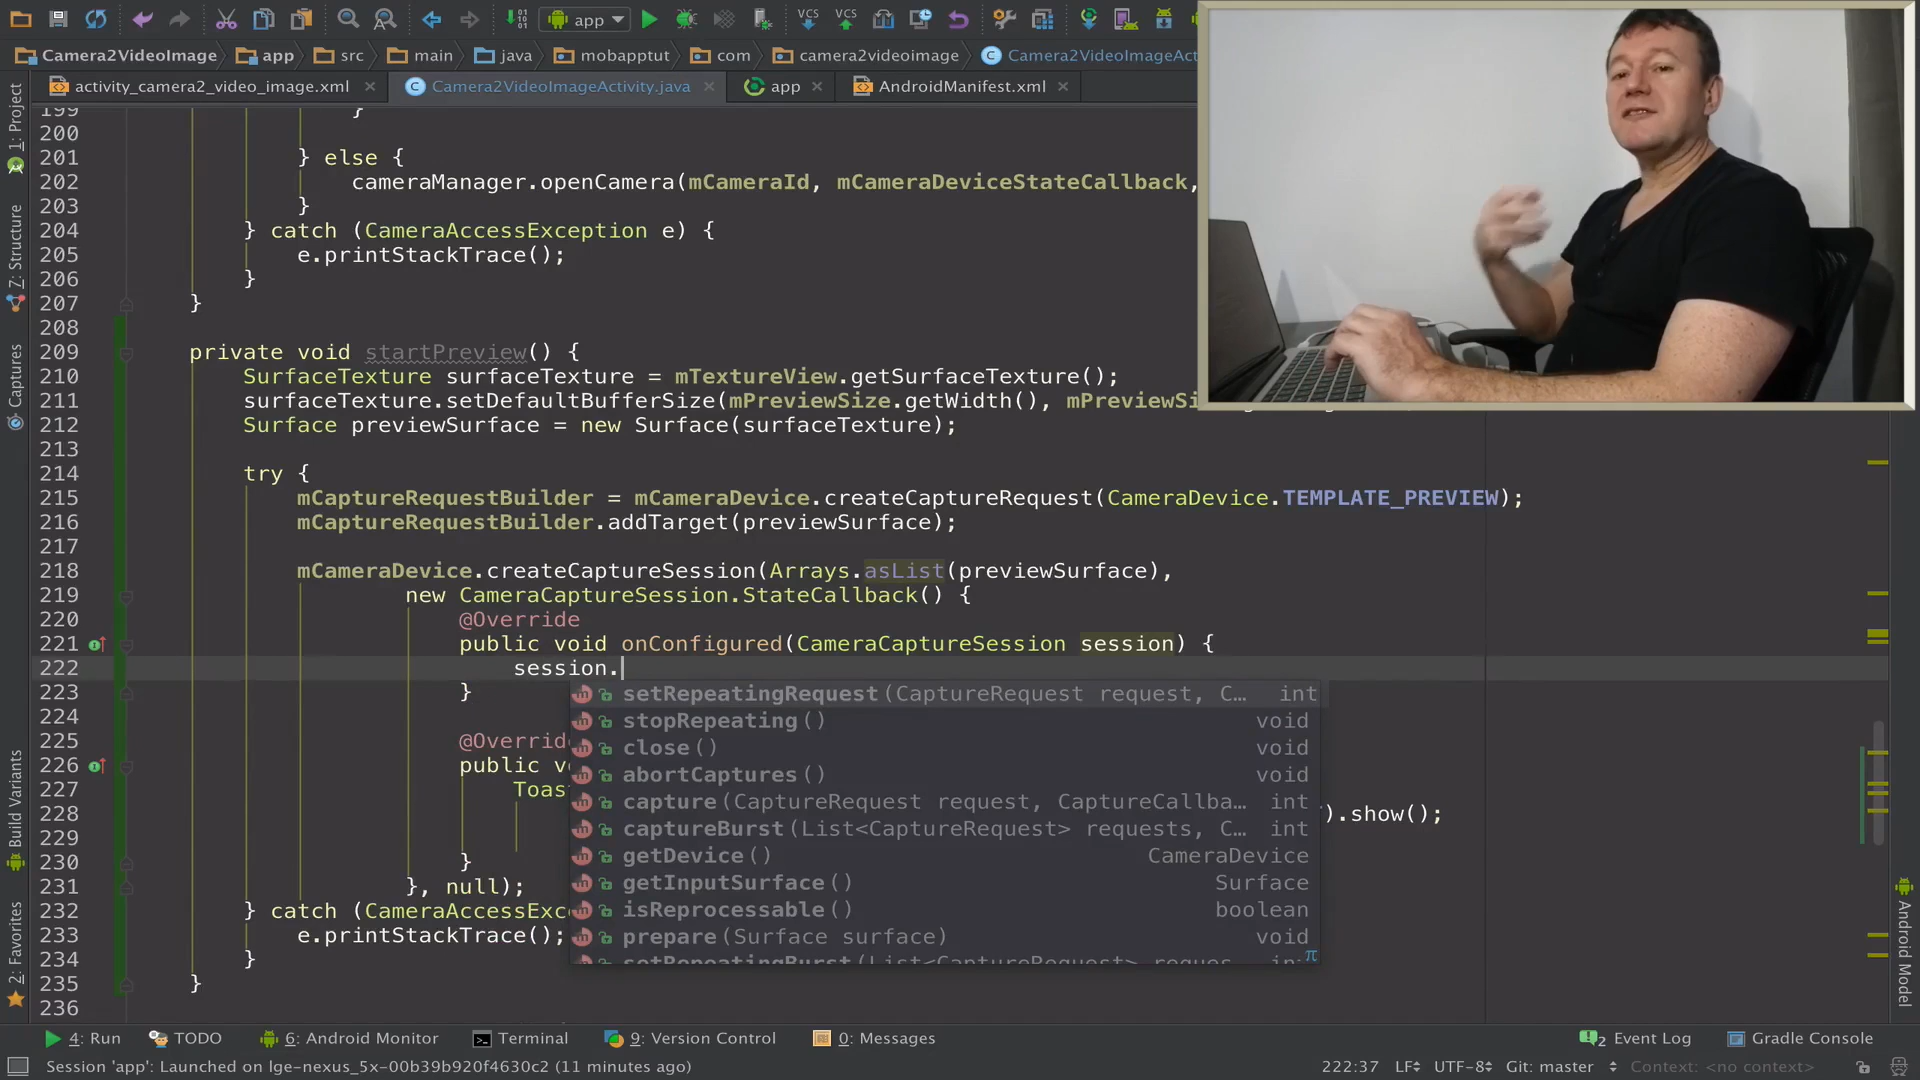 app
VCS VCS
Camera2VideoImage app src main java mobapptut com camera2videoimage Camera2VideoImageAct
activity_camera2_video_image.xml Camera2VideoImageActivity.java app AndroidManifest.xml
1: Project
7: Structure
Captures
Build Variants
2: Favorites
Android Model
199 }
200
201 } else {
202 cameraManager.openCamera(mCameraId, mCameraDeviceStateCallback,
203 }
204 } catch (CameraAccessException e) {
205 e.printStackTrace();
206 }
207 }
208
209 private void startPreview() {
210 SurfaceTexture surfaceTexture = mTextureView.getSurfaceTexture();
211 surfaceTexture.setDefaultBufferSize(mPreviewSize.getWidth(), mPreviewSi
212 Surface previewSurface = new Surface(surfaceTexture);
213
214 try {
215 mCaptureRequestBuilder = mCameraDevice.createCaptureRequest(CameraDevice.TEMPLATE_PREVIEW);
216 mCaptureRequestBuilder.addTarget(previewSurface);
217
218 mCameraDevice.createCaptureSession(Arrays.asList(previewSurface),
219 new CameraCaptureSession.StateCallback() {
220 @Override
221 public void onConfigured(CameraCaptureSession session) {
222 session.
223 }
224
225 @Overrid
226 public v
227 Toas
228 ).show();
229
230 }
231 }, null);
232 } catch (CameraAccessExc
233 e.printStackTrace();
234 }
235 }
236
setRepeatingRequest(CaptureRequest request, C… int
stopRepeating() void
close() void
abortCaptures() void
capture(CaptureRequest request, CaptureCallba… int
captureBurst(List<CaptureRequest> requests, C… int
getDevice() CameraDevice
getInputSurface() Surface
isReprocessable() boolean
prepare(Surface surface) void
setRepeatingBurst(List<CaptureRequest> reques… int
π
4: Run TODO 6: Android Monitor Terminal 9: Version Control 0: Messages 2 Event Log Gradle Console
Session 'app': Launched on lge-nexus_5x-00b39b920f4630c2 (11 minutes ago) 222:37 LF UTF-8 Git: master Context: <no context>